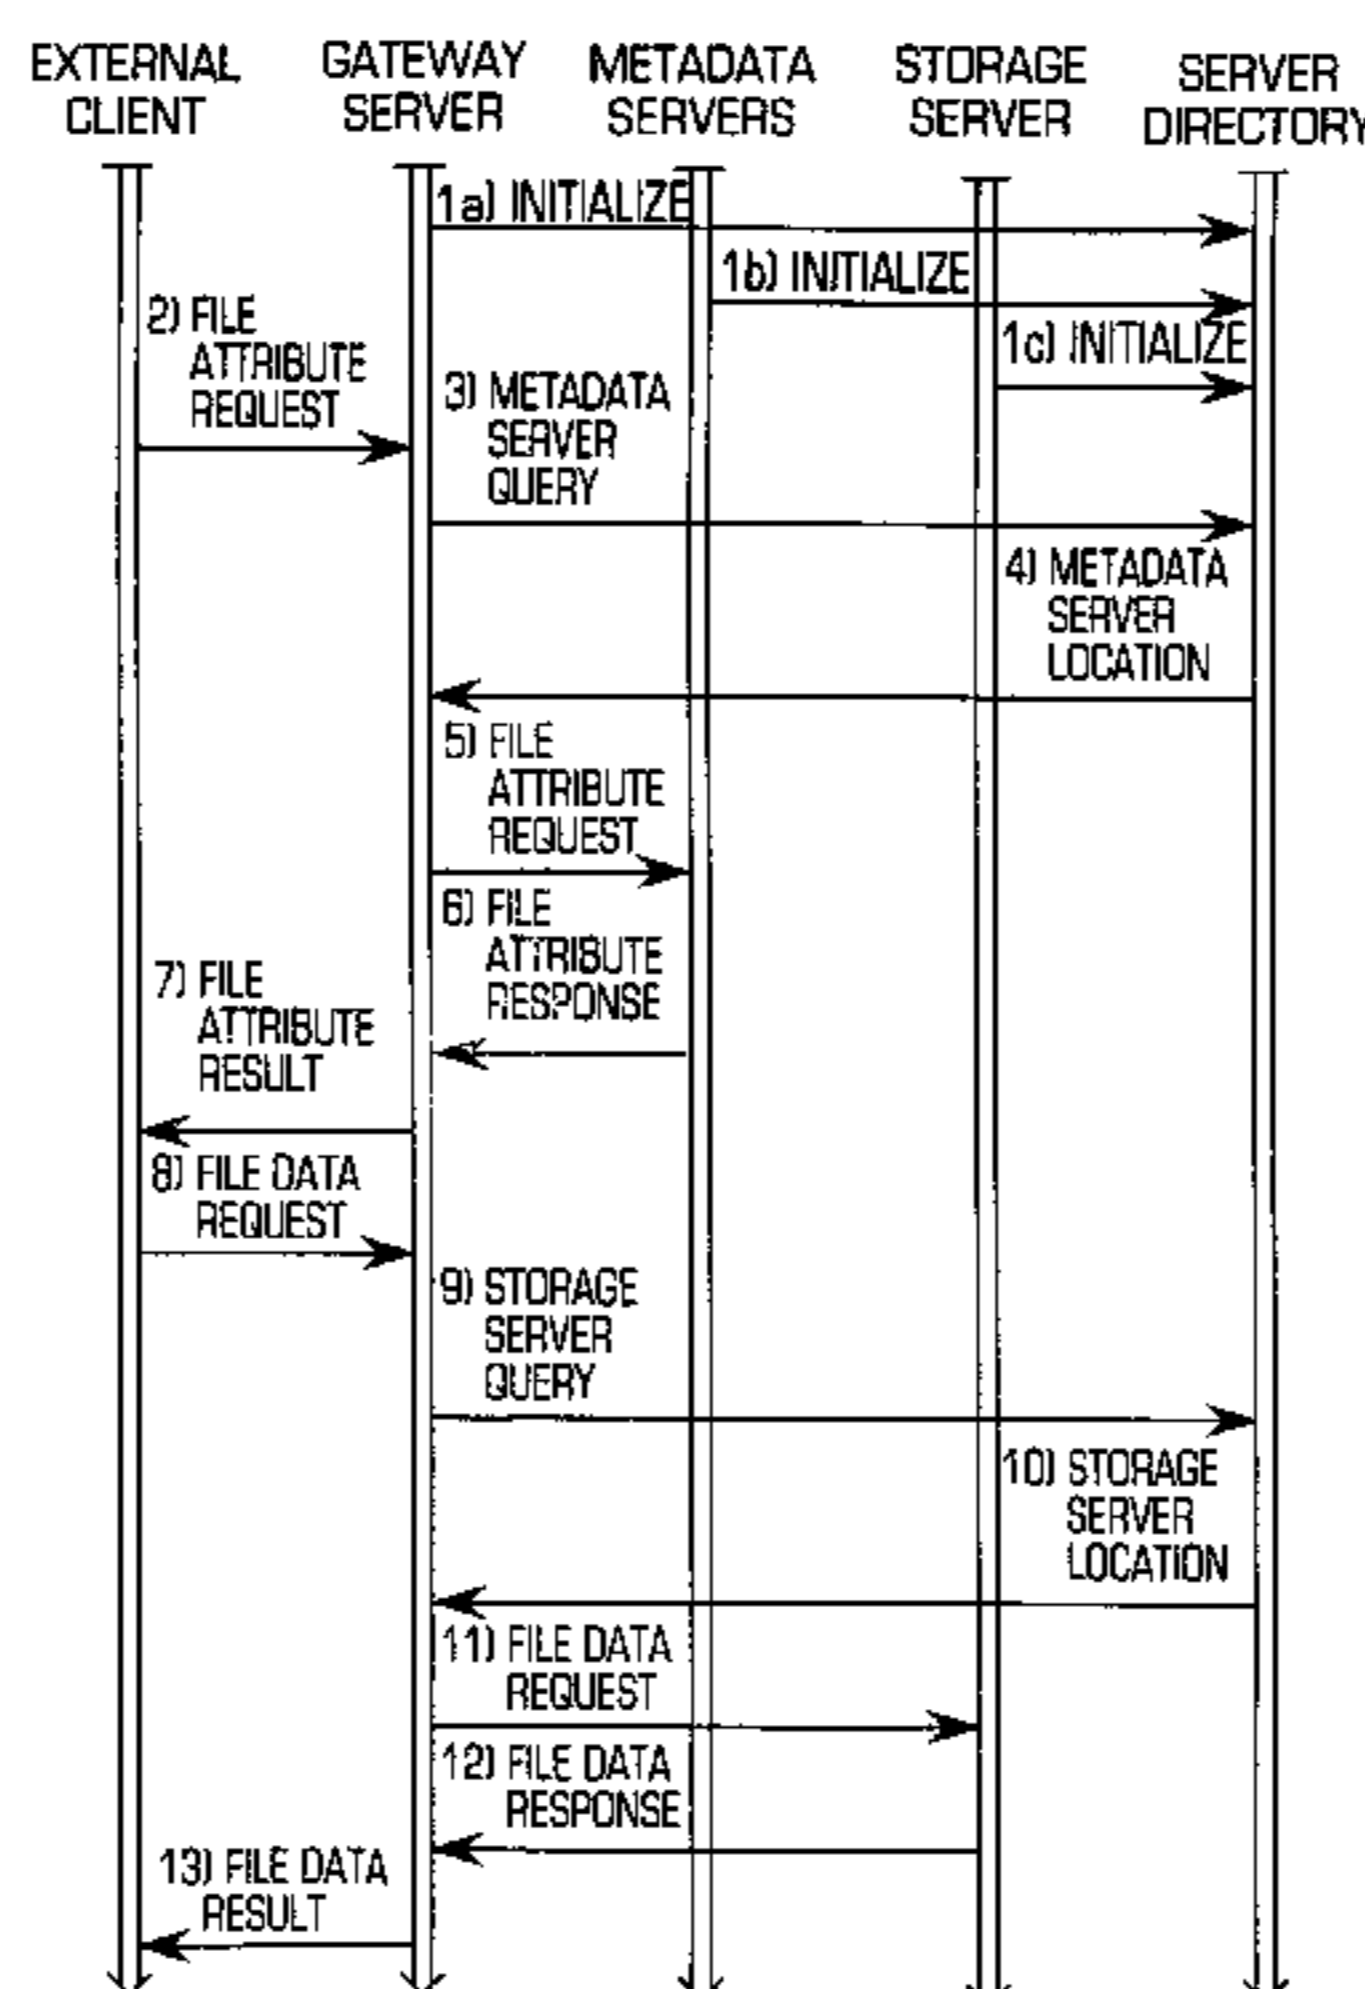 EXTERNAL
CLIENT
GATEWAY
SERVER
METADATA
SERVERS
STORAGE
SERVER
SERVER
DIRECTORY
1a) INITIALIZE
1b) INITIALIZE
1c) INITIALIZE
2) FILE
ATTRIBUTE
REQUEST
3) METADATA
SERVER
QUERY
4) METADATA
SERVER
LOCATION
5) FILE
ATTRIBUTE
REQUEST
6) FILE
ATTRIBUTE
RESPONSE
7) FILE
ATTRIBUTE
RESULT
8) FILE DATA
REQUEST
9) STORAGE
SERVER
QUERY
10) STORAGE
SERVER
LOCATION
11) FILE DATA
REQUEST
12) FILE DATA
RESPONSE
13) FILE DATA
RESULT